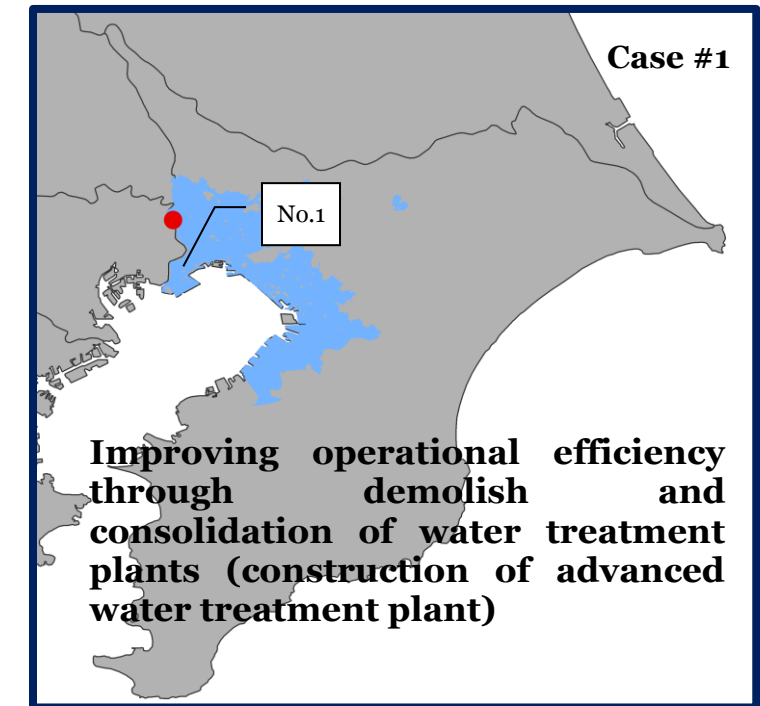 Case #1
No.1
Improving operational efficiency
through demolish and
consolidation of water treatment
plants (construction of advanced
water treatment plant)